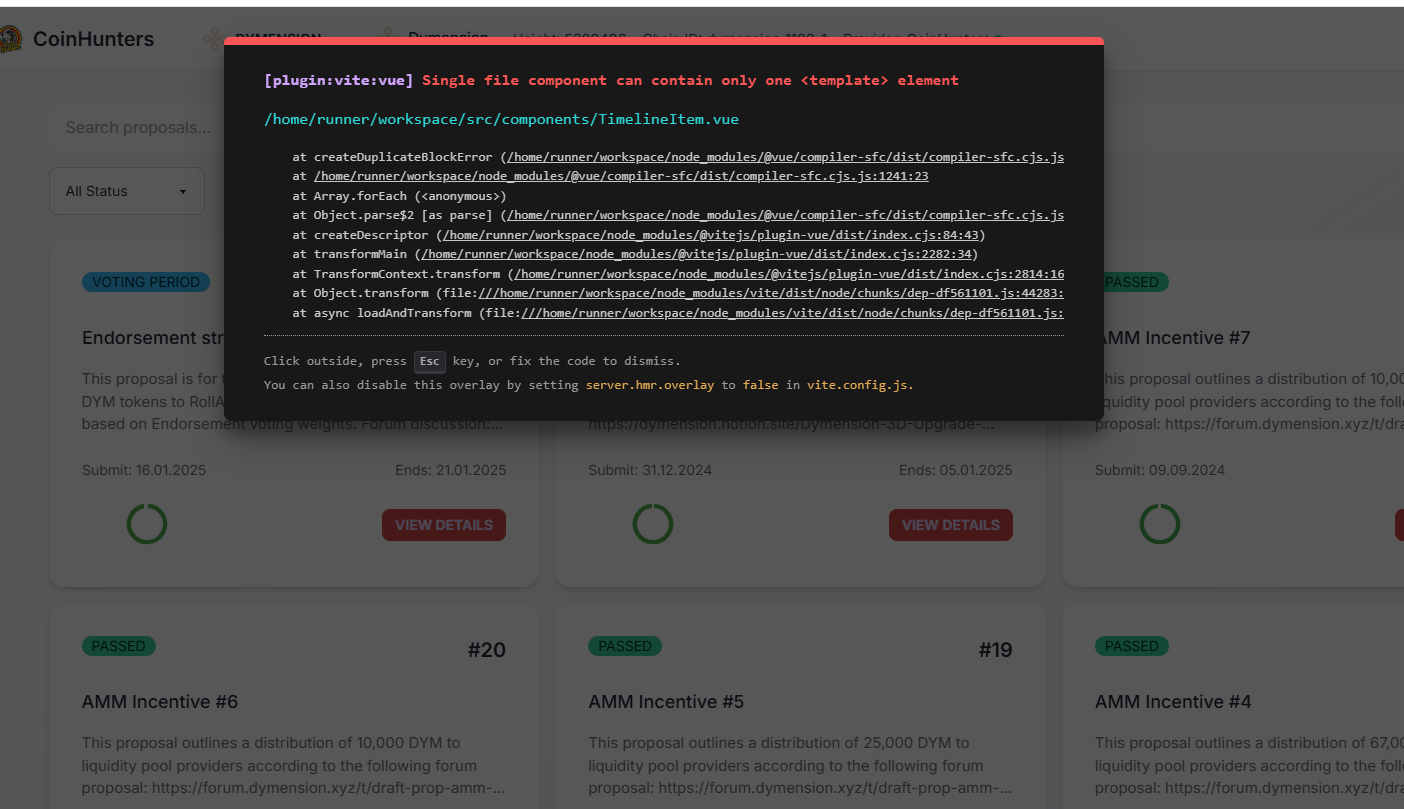 CoinHunters
DYMENSION
Dymension
Provider: CoinHunters
[plugin:vite:vue] Single file component can contain only one <template> element
/home/runner/workspace/src/components/TimelineItem.vue
at createDuplicateBlockError (/home/runner/workspace/node_modules/@vue/compiler-sfc/dist/compiler-sfc.cjs.js
at /home/runner/workspace/node_modules/@vue/compiler-sfc/dist/compiler-sfc.cjs.js:1241:23
at Array.forEach (<anonymous>)
at Object.parse$2 [as parse] (/home/runner/workspace/node_modules/@vue/compiler-sfc/dist/compiler-sfc.cjs.js
at createDescriptor (/home/runner/workspace/node_modules/@vitejs/plugin-vue/dist/index.cjs:84:43)
at transformMain (/home/runner/workspace/node_modules/@vitejs/plugin-vue/dist/index.cjs:2282:34)
at TransformContext.transform (/home/runner/workspace/node_modules/@vitejs/plugin-vue/dist/index.cjs:2814:16
at Object.transform (file:///home/runner/workspace/node_modules/vite/dist/node/chunks/dep-df561101.js:44283:
at async loadAndTransform (file:///home/runner/workspace/node_modules/vite/dist/node/chunks/dep-df561101.js:
Click outside, press Esc key, or fix the code to dismiss.
You can also disable this overlay by setting server.hmr.overlay to false in vite.config.js.
Search proposals...
All Status
VOTING PERIOD
Endorsement str
This proposal is for
DYM tokens to RollA
based on Endorsement voting weights. Forum discussion:...
Submit: 16.01.2025
Ends: 21.01.2025
VIEW DETAILS
https://dymension.notion.site/Dymension-3D-Upgrade-...
Submit: 31.12.2024
Ends: 05.01.2025
VIEW DETAILS
PASSED
AMM Incentive #7
This proposal outlines a distribution of 10,00
liquidity pool providers according to the follo
proposal: https://forum.dymension.xyz/t/dra
Submit: 09.09.2024
PASSED
#20
AMM Incentive #6
This proposal outlines a distribution of 10,000 DYM to
liquidity pool providers according to the following forum
proposal: https://forum.dymension.xyz/t/draft-prop-amm-...
PASSED
#19
AMM Incentive #5
This proposal outlines a distribution of 25,000 DYM to
liquidity pool providers according to the following forum
proposal: https://forum.dymension.xyz/t/draft-prop-amm-...
PASSED
AMM Incentive #4
This proposal outlines a distribution of 67,00
liquidity pool providers according to the follo
proposal: https://forum.dymension.xyz/t/dra